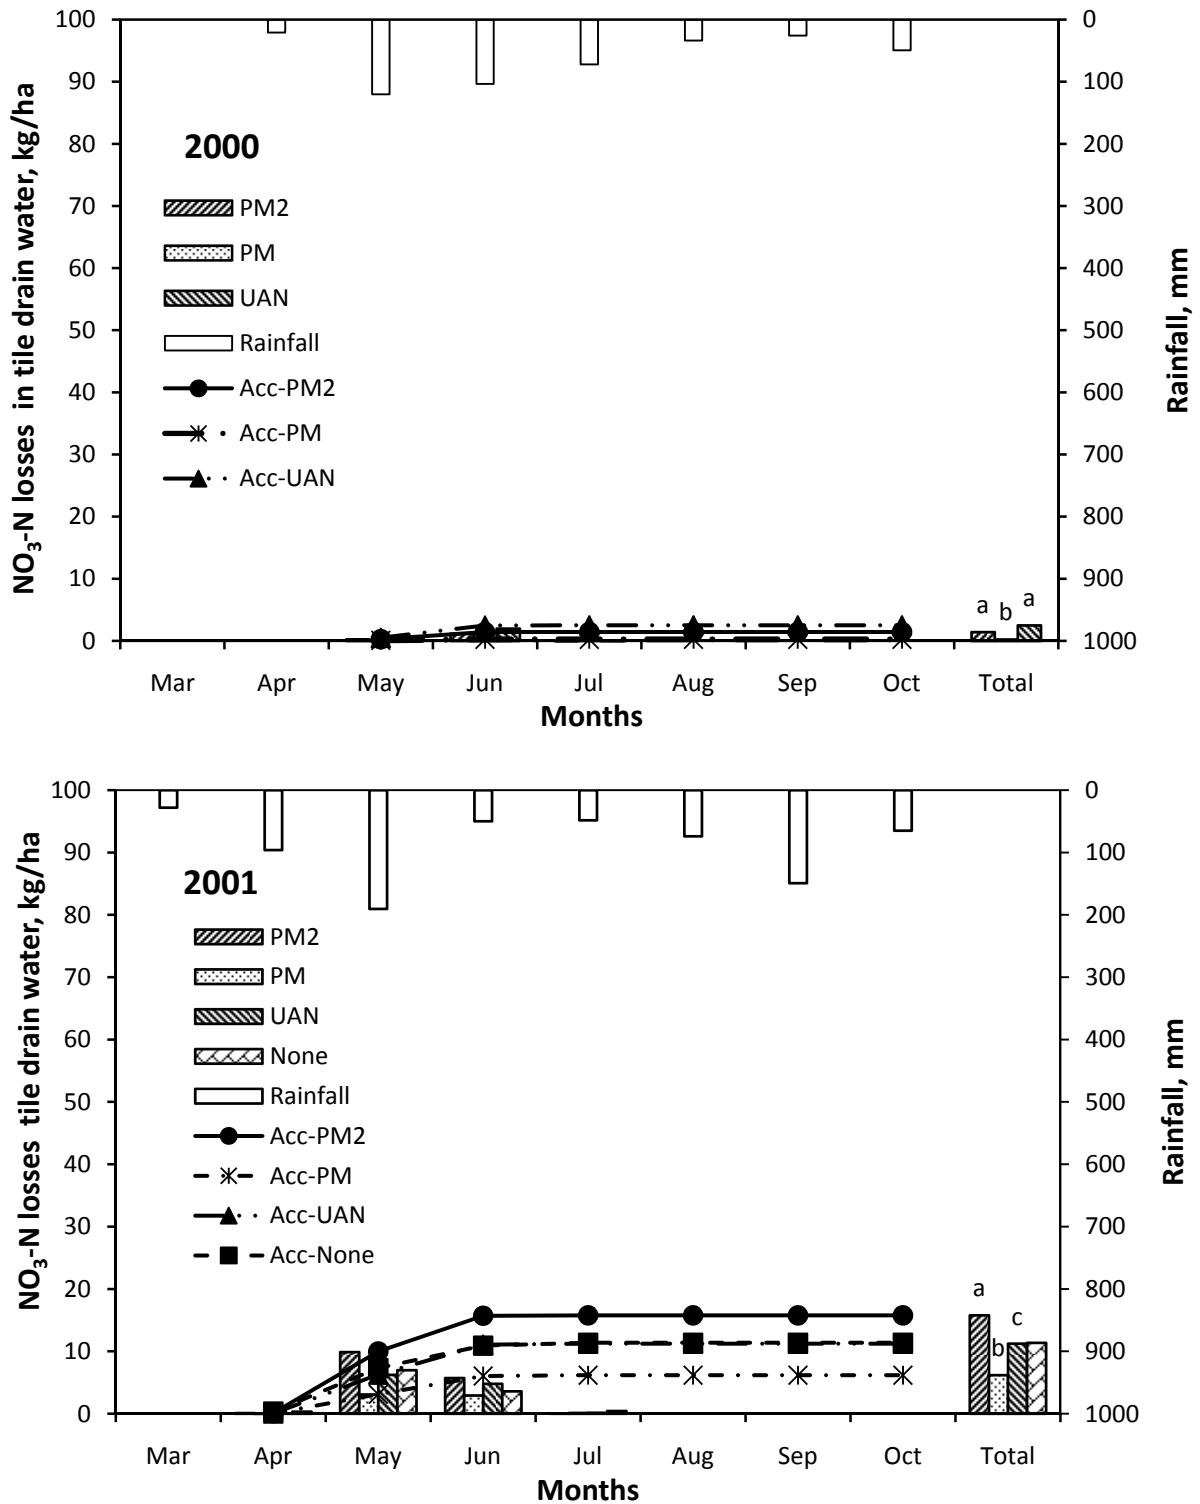 NO3-N losses in tile drain water, kg/ha
100
90
80
70
60
50
40
30
20
10
0
2000
PM2
PM
UAN
Rainfall
Acc-PM2
Acc-PM
Acc-UAN
a b a
0
100
200
300
400
500
600
700
800
900
1000
Rainfall, mm
Mar Apr May Jun Jul Aug Sep Oct Total
Months
NO3-N losses tile drain water, kg/ha
100
90
80
70
60
50
40
30
20
10
0
2001
PM2
PM
UAN
None
Rainfall
Acc-PM2
Acc-PM
Acc-UAN
Acc-None
a b c
0
100
200
300
400
500
600
700
800
900
1000
Rainfall, mm
Mar Apr May Jun Jul Aug Sep Oct Total
Months